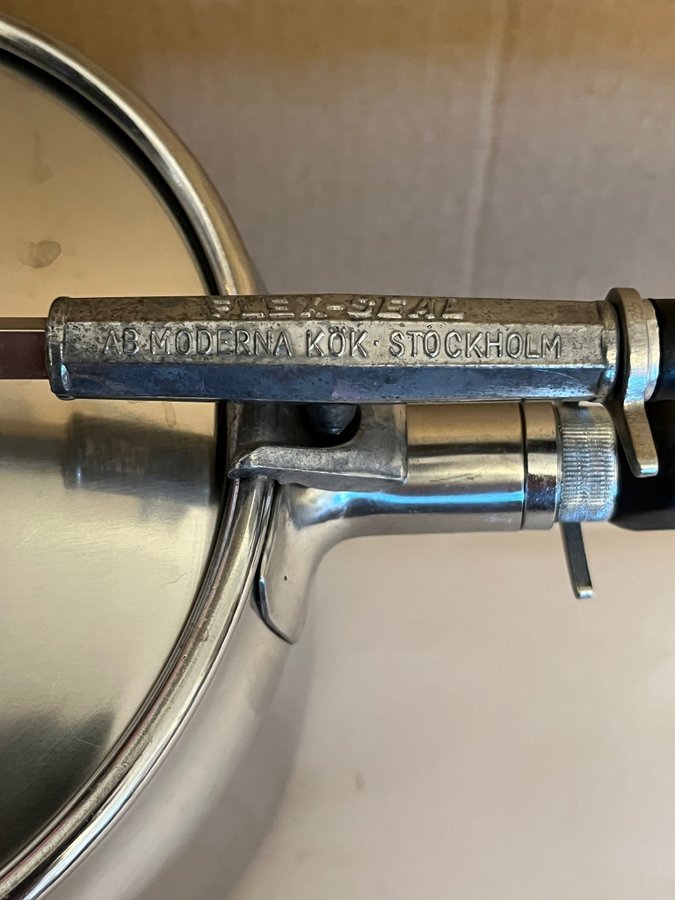 FLEX-SEAL
AB. MODERNA KÖK · STOCKHOLM